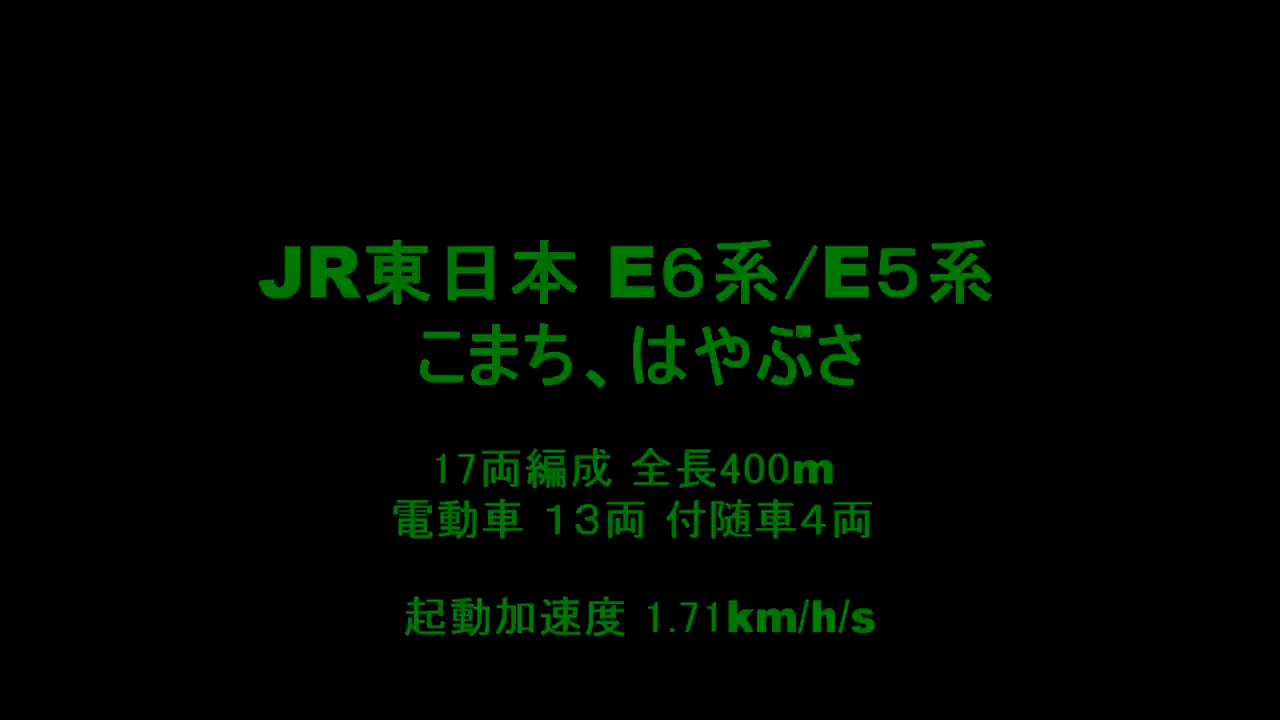 JR東日本 E６系/E５系
こまち、はやぶさ
17両編成 全長400m
電動車 １３両 付随車４両
起動加速度 1.71km/h/s